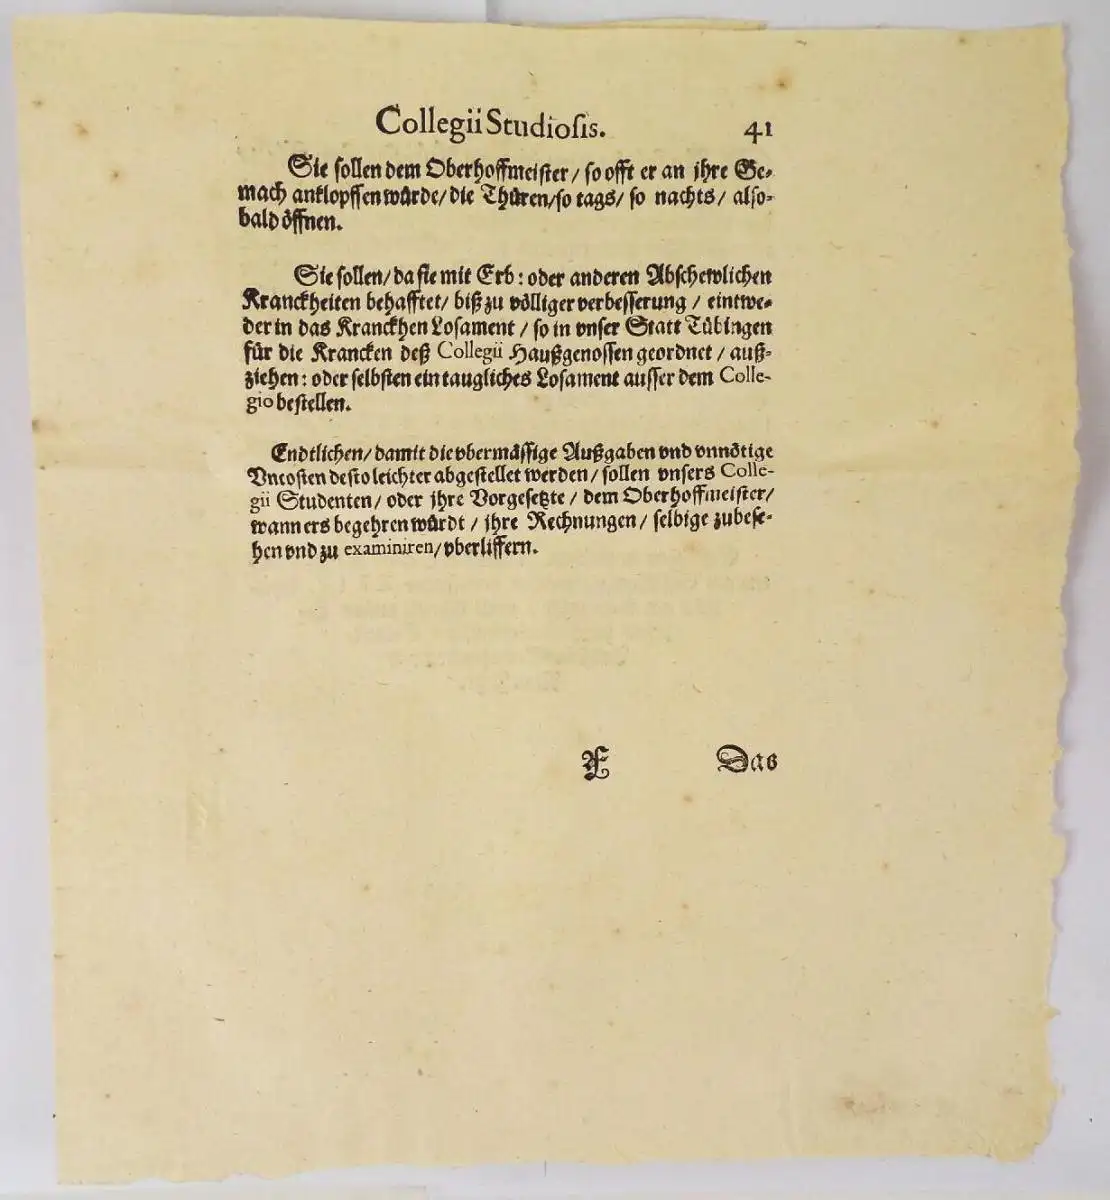 Collegii Studiosis. 41
Sie sollen dem Oberhoffmeister / so offt er an jhre Ge-
mach anklopffen würde/ die Thüren/so tags/ so nachts/ also-
bald öffnen.
Sie sollen/ da sie mit Erb: oder anderen Abschewlichen
Kranckheiten behafftet/ biß zu völliger verbesserung / eintwe-
der in das Kranckhen Losament / so in vnser Statt Tübingen
für die Krancken deß Collegii Haußgenossen geordnet / auß-
ziehen: oder selbsten ein taugliches Losament ausser dem Colle-
gio bestellen.
Endtlichen/ damit die vbermässige Außgaben vnd vnnötige
Vncosten desto leichter abgestellet werden/ sollen vnsers Colle-
gii Studenten/ oder jhre Vorgesetzte / dem Oberhoffmeister/
wann ers begehren würdt / jhre Rechnungen/ selbige zubese-
hen vnd zu examiniren/ vberliffern.
F Das